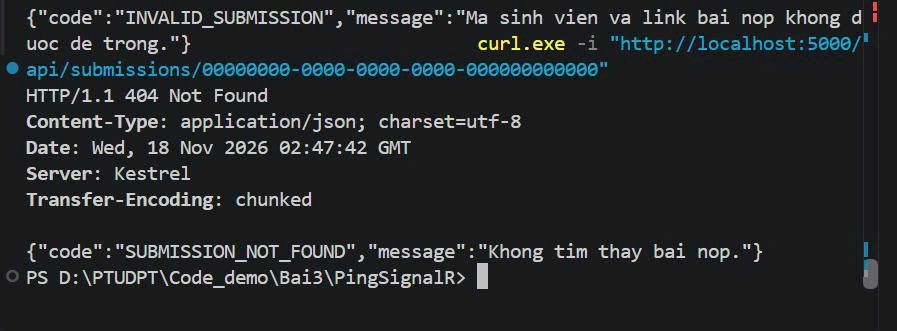 {"code":"INVALID_SUBMISSION","message":"Ma sinh vien va link bai nop khong d
uoc de trong."} curl.exe -i "http://localhost:5000/
api/submissions/00000000-0000-0000-0000-000000000000"
HTTP/1.1 404 Not Found
Content-Type: application/json; charset=utf-8
Date: Wed, 18 Nov 2026 02:47:42 GMT
Server: Kestrel
Transfer-Encoding: chunked
{"code":"SUBMISSION_NOT_FOUND","message":"Khong tim thay bai nop."}
PS D:\PTUDPT\Code_demo\Bai3\PingSignalR>